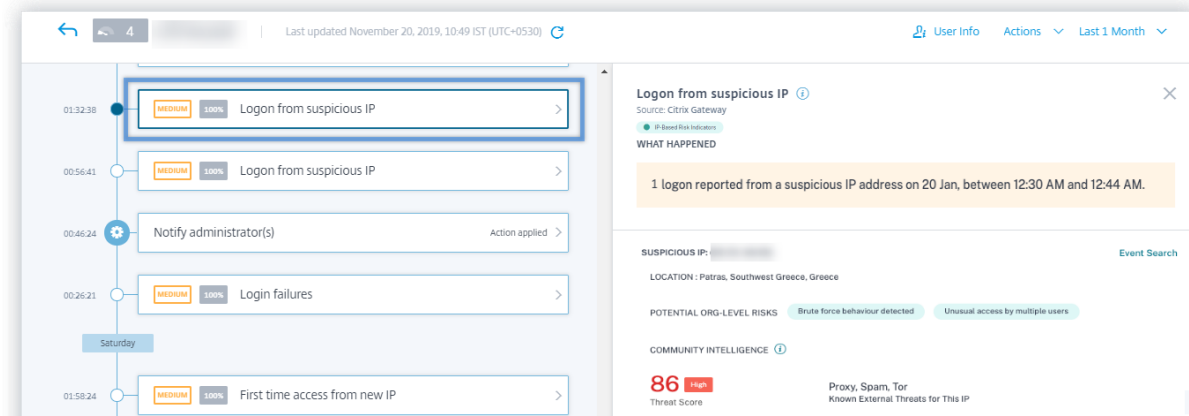 4 Last updated November 20, 2019, 10:49 IST (UTC+0530) User Info Actions Last 1 Month
01:32:38 MEDIUM 100% Logon from suspicious IP
00:56:41 MEDIUM 100% Logon from suspicious IP
00:46:24 Notify administrator(s) Action applied
00:26:21 MEDIUM 100% Login failures
Saturday
01:58:24 MEDIUM 100% First time access from new IP
Logon from suspicious IP
Source: Citrix Gateway
IP-Based Risk Indicators
WHAT HAPPENED
1 logon reported from a suspicious IP address on 20 Jan, between 12:30 AM and 12:44 AM.
SUSPICIOUS IP: Event Search
LOCATION : Patras, Southwest Greece, Greece
POTENTIAL ORG-LEVEL RISKS Brute force behaviour detected Unusual access by multiple users
COMMUNITY INTELLIGENCE
86 High Proxy, Spam, Tor
Threat Score Known External Threats for This IP